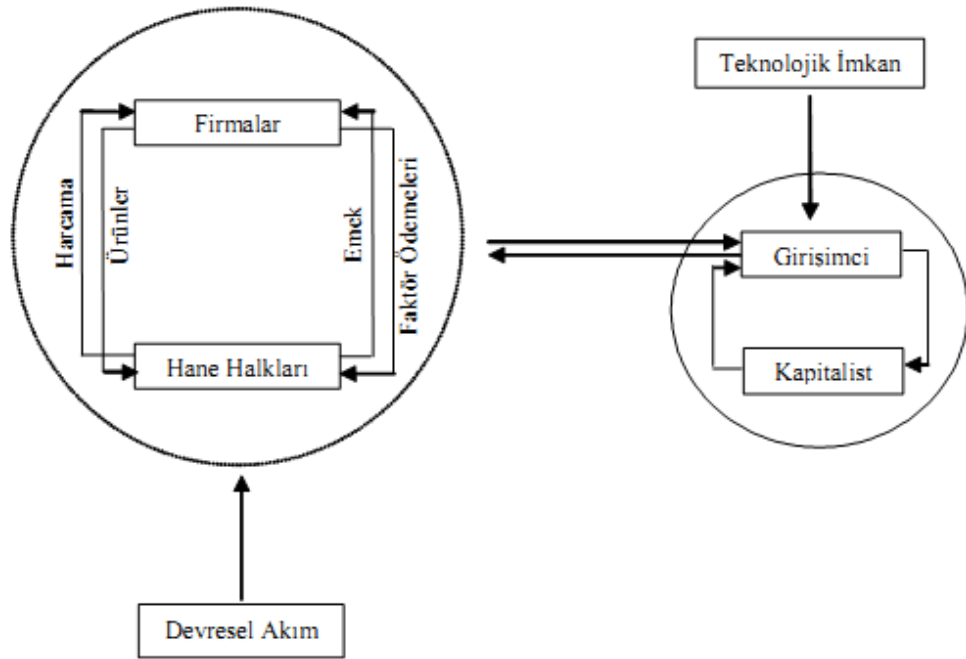 Teknolojik İmkan
Firmalar
Harcama
Ürünler
Emek
Faktör Ödemeleri
Girişimci
Hane Halkları
Kapitalist
Devresel Akım